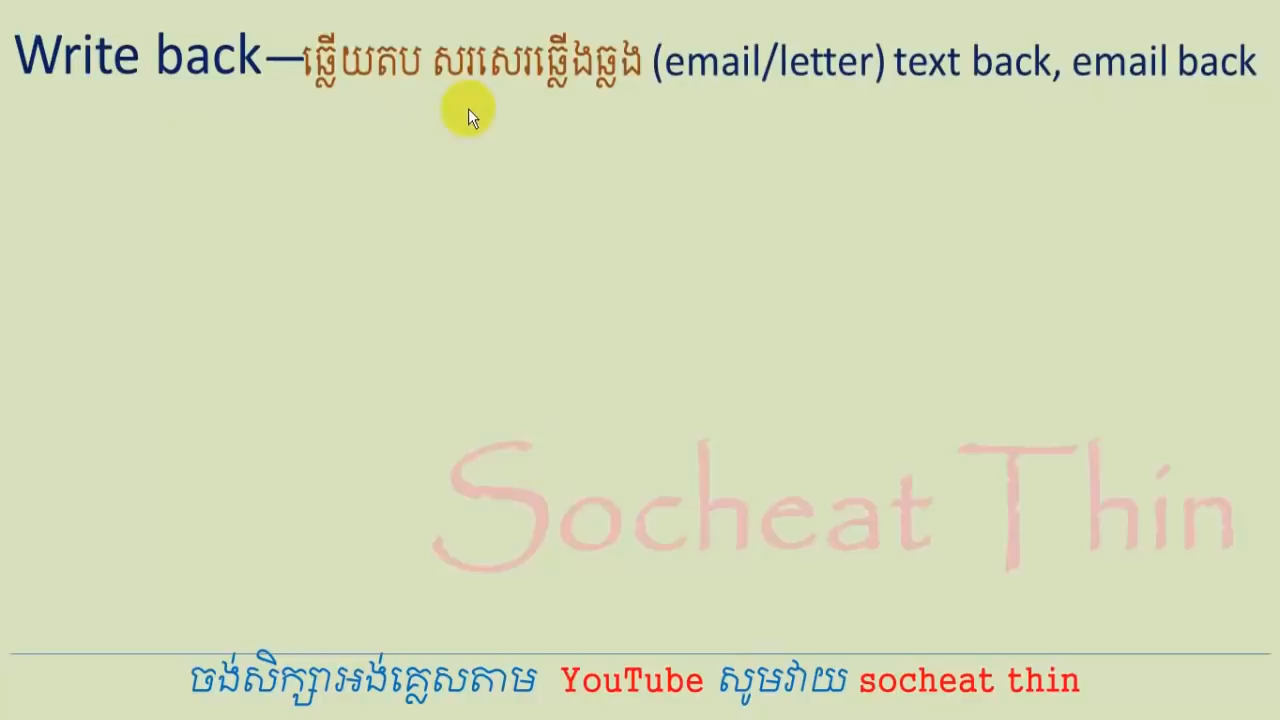 Write back—ឆ្លើយតប សរសេរឆ្លើងឆ្លង (email/letter) text back, email back
Socheat Thin
ចង់សិក្សាអង់គ្លេសតាម YouTube សូមវាយ socheat thin